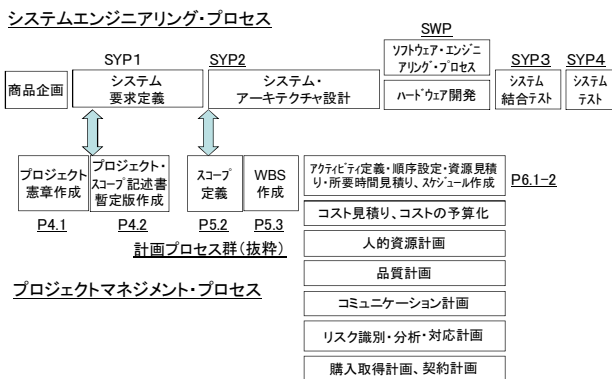 システムエンジニアリング・プロセス
SWP
SYP1
SYP2
ソフトウェア・エンジニ
アリング・プロセス
SYP3
SYP4
商品企画
システム
要求定義
システム・
アーキテクチャ設計
ハードウェア開発
システム
結合テスト
システム
テスト
プロジェクト
憲章作成
プロジェクト・
スコープ記述書
暫定版作成
スコープ
定義
WBS
作成
アクティビティ定義・順序設定・資源見積
り・所要時間見積り、スケジュール作成
P6.1-2
P4.1
P4.2
P5.2
P5.3
コスト見積り、コストの予算化
計画プロセス群(抜粋)
人的資源計画
品質計画
プロジェクトマネジメント・プロセス
コミュニケーション計画
リスク識別・分析・対応計画
購入取得計画、契約計画